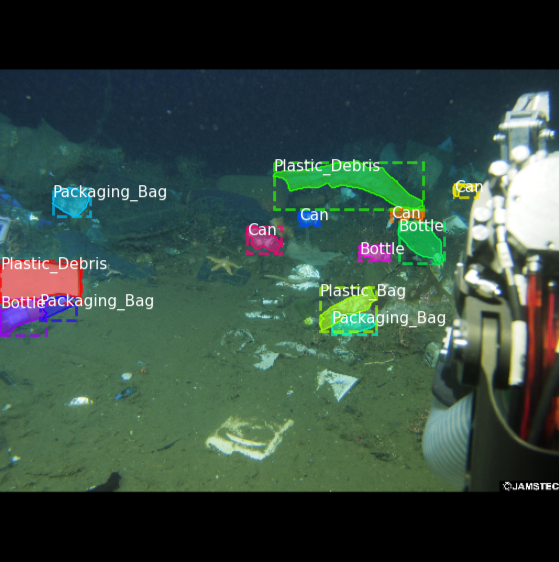 Plastic_Debris
Packaging_Bag
Can
Can
Can
Bottle
Can
Bottle
Plastic_Debris
Plastic_Bag
Bottle
Packaging_Bag
Packaging_Bag
©JAMSTEC